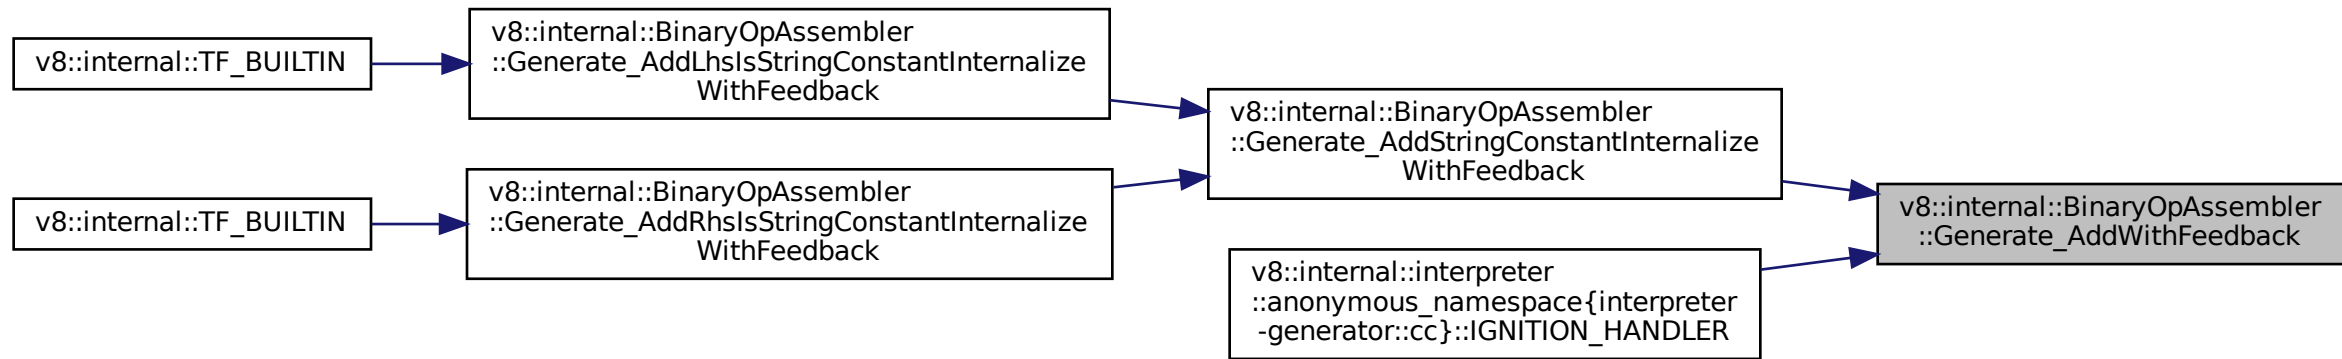 v8::internal::TF_BUILTIN
v8::internal::BinaryOpAssembler
::Generate_AddLhsIsStringConstantInternalize
WithFeedback
v8::internal::TF_BUILTIN
v8::internal::BinaryOpAssembler
::Generate_AddRhsIsStringConstantInternalize
WithFeedback
v8::internal::BinaryOpAssembler
::Generate_AddStringConstantInternalize
WithFeedback
v8::internal::interpreter
::anonymous_namespace{interpreter
-generator::cc}::IGNITION_HANDLER
v8::internal::BinaryOpAssembler
::Generate_AddWithFeedback